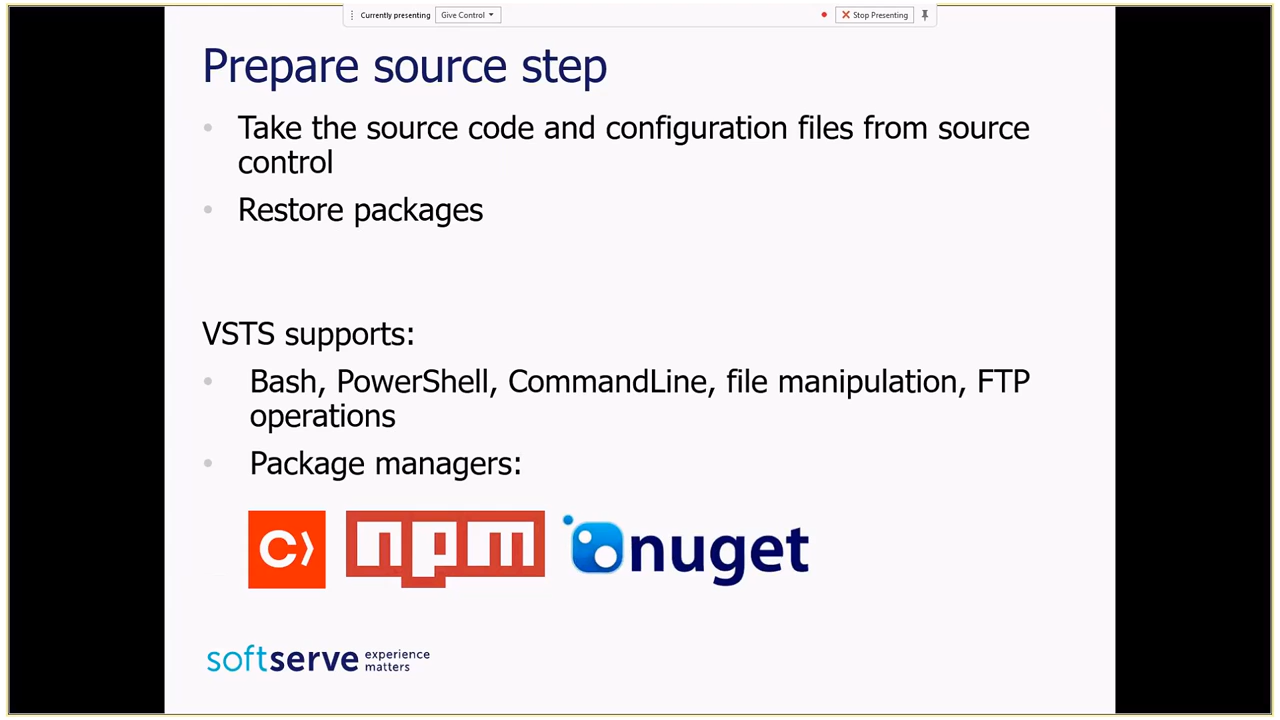 Currently presenting Give Control Stop Presenting
Prepare source step
• Take the source code and configuration files from source
control
• Restore packages
VSTS supports:
• Bash, PowerShell, CommandLine, file manipulation, FTP
operations
• Package managers:
C npm nuget
softserve experience
matters